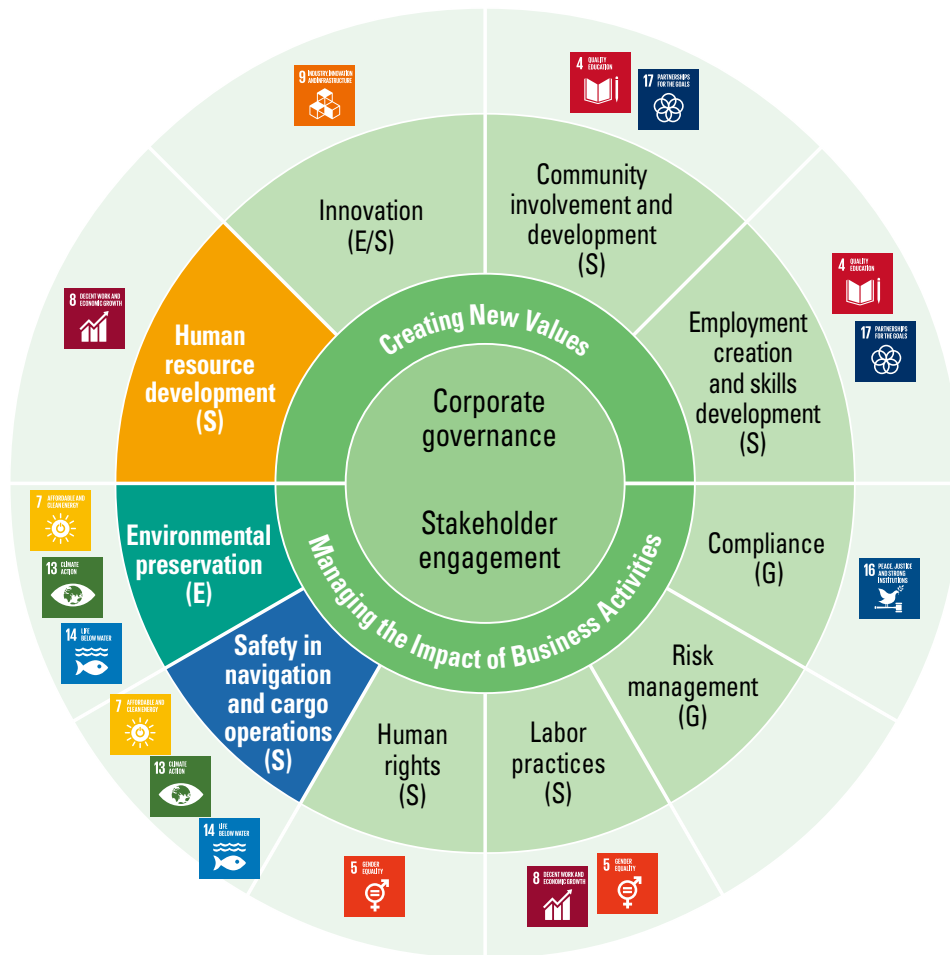 9 INDUSTRY, INNOVATION
AND INFRASTRUCTURE
4 QUALITY
EDUCATION
17 PARTNERSHIPS
FOR THE GOALS
Innovation
(E/S)
Community
involvement and
development
(S)
8 DECENT WORK AND
ECONOMIC GROWTH
Human
resource
development
(S)
Creating New Values
Employment
creation
and skills
development
(S)
4 QUALITY
EDUCATION
17 PARTNERSHIPS
FOR THE GOALS
Corporate
governance
Stakeholder
engagement
7 AFFORDABLE AND
CLEAN ENERGY
13 CLIMATE
ACTION
14 LIFE
BELOW WATER
Environmental
preservation
(E)
Managing the Impact of Business Activities
Compliance
(G)
16 PEACE, JUSTICE
AND STRONG
INSTITUTIONS
7 AFFORDABLE AND
CLEAN ENERGY
13 CLIMATE
ACTION
14 LIFE
BELOW WATER
Safety in
navigation
and cargo
operations
(S)
Human
rights
(S)
Labor
practices
(S)
Risk
management
(G)
5 GENDER
EQUALITY
8 DECENT WORK AND
ECONOMIC GROWTH
5 GENDER
EQUALITY